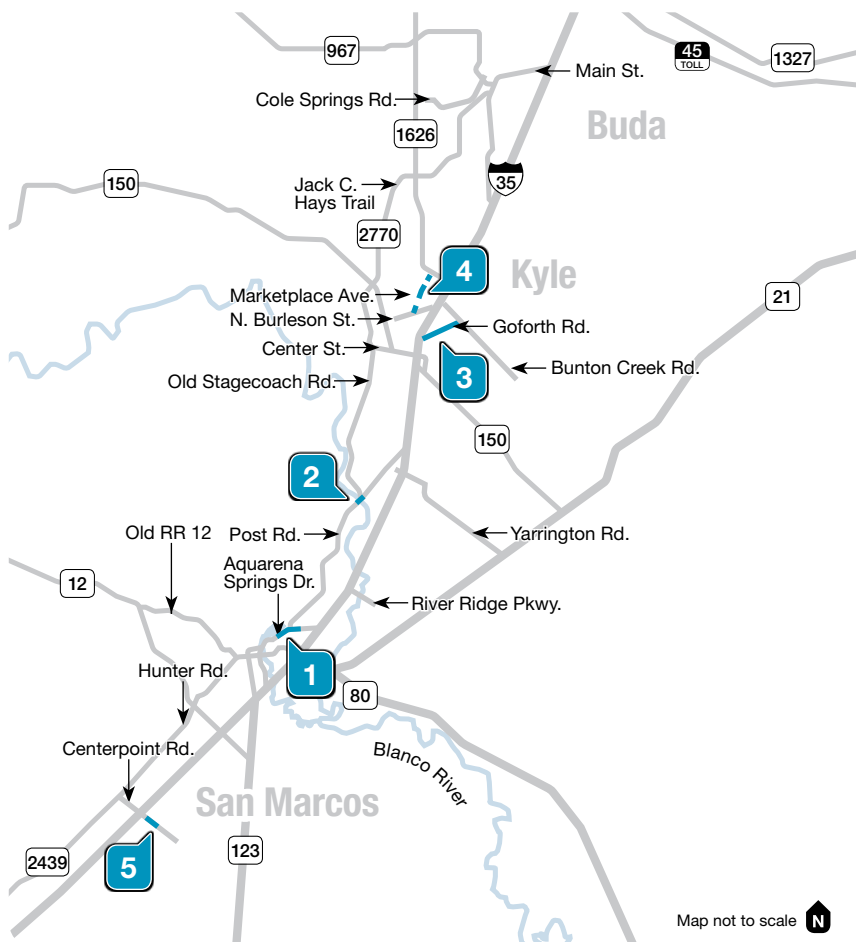 967
45
TOLL
1327
Main St.
Cole Springs Rd.
Buda
1626
150
Jack C.
Hays Trail
35
2770
4
Kyle
21
Marketplace Ave.
N. Burleson St.
Goforth Rd.
Center St.
Old Stagecoach Rd.
3
Bunton Creek Rd.
150
2
Old RR 12
Post Rd.
Yarrington Rd.
Aquarena
Springs Dr.
12
River Ridge Pkwy.
Hunter Rd.
1
80
Centerpoint Rd.
Blanco River
San Marcos
2439
5
123
Map not to scale
N